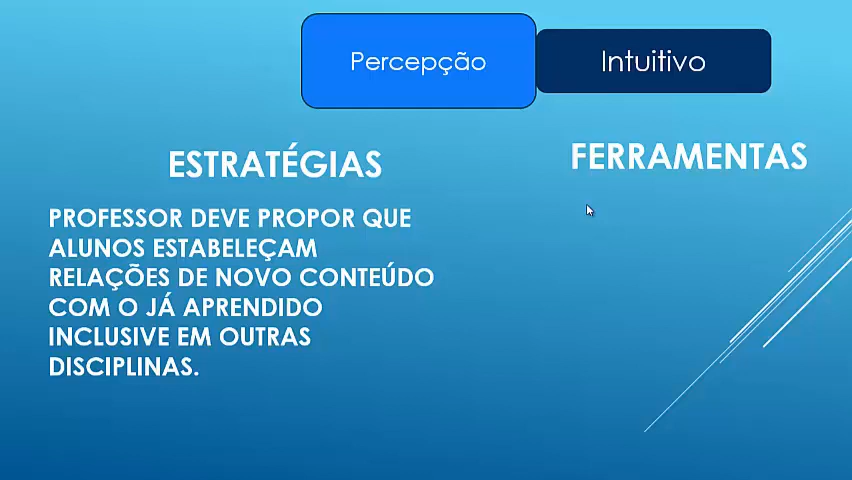 Percepção
Intuitivo
ESTRATÉGIAS
PROFESSOR DEVE PROPOR QUE
ALUNOS ESTABELEÇAM
RELAÇÕES DE NOVO CONTEÚDO
COM O JÁ APRENDIDO
INCLUSIVE EM OUTRAS
DISCIPLINAS.
FERRAMENTAS